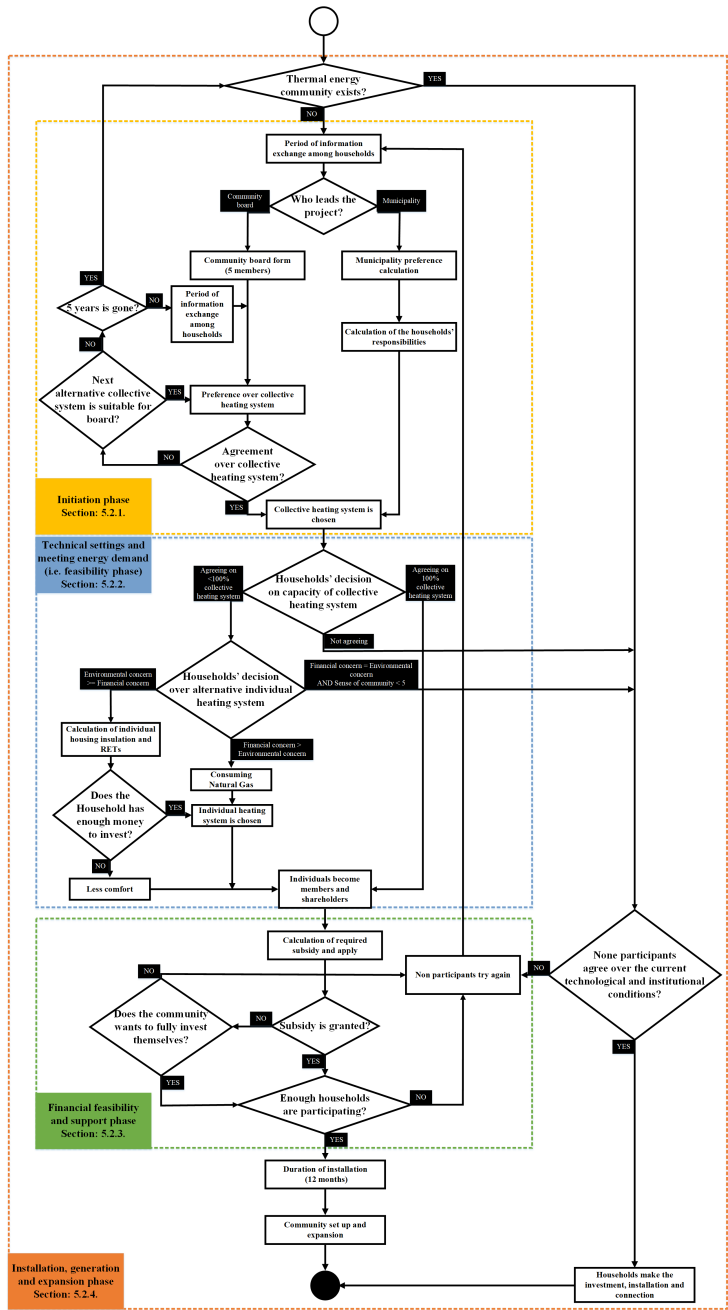 Thermal energy
community exists?
YES
NO
Period of information
exchange among households
Who leads the
project?
Community
board
Municipality
Community board form
(5 members)
Municipality preference
calculation
YES
5 years is gone?
NO
Period of
information
exchange
among
households
Calculation of the households'
responsibilities
NO
Next
alternative collective
system is suitable for
board?
YES
Preference over collective
heating system
Agreement
over collective
heating system?
NO
YES
Collective heating system is
chosen
Initiation phase
Section: 5.2.1.
Technical settings and
meeting energy demand
(i.e. feasibility phase)
Section: 5.2.2.
Agreeing on
<100%
collective
heating system
Households' decision
on capacity of collective
heating system
Agreeing on
100%
collective
heating system
Not agreeing
Environmental concern
>= Financial concern
Households' decision
over alternative individual
heating system
Financial concern = Environmental
concern
AND Sense of community < 5
Calculation of individual
housing insulation and
RETs
Financial concern >
Environmental concern
Consuming
Natural Gas
Does the
Household has
enough money
to invest?
YES
Individual heating
system is chosen
NO
Less comfort
Individuals become
members and
shareholders
Calculation of required
subsidy and apply
Non participants try again
NO
None participants
agree over the current
technological and institutional
conditions?
NO
Does the community
wants to fully invest
themselves?
NO
Subsidy is granted?
YES
YES
YES
Enough households
are participating?
NO
YES
Financial feasibility
and support phase
Section: 5.2.3.
Duration of installation
(12 months)
Community set up and
expansion
Installation, generation
and expansion phase
Section: 5.2.4.
Households make the
investment, installation and
connection